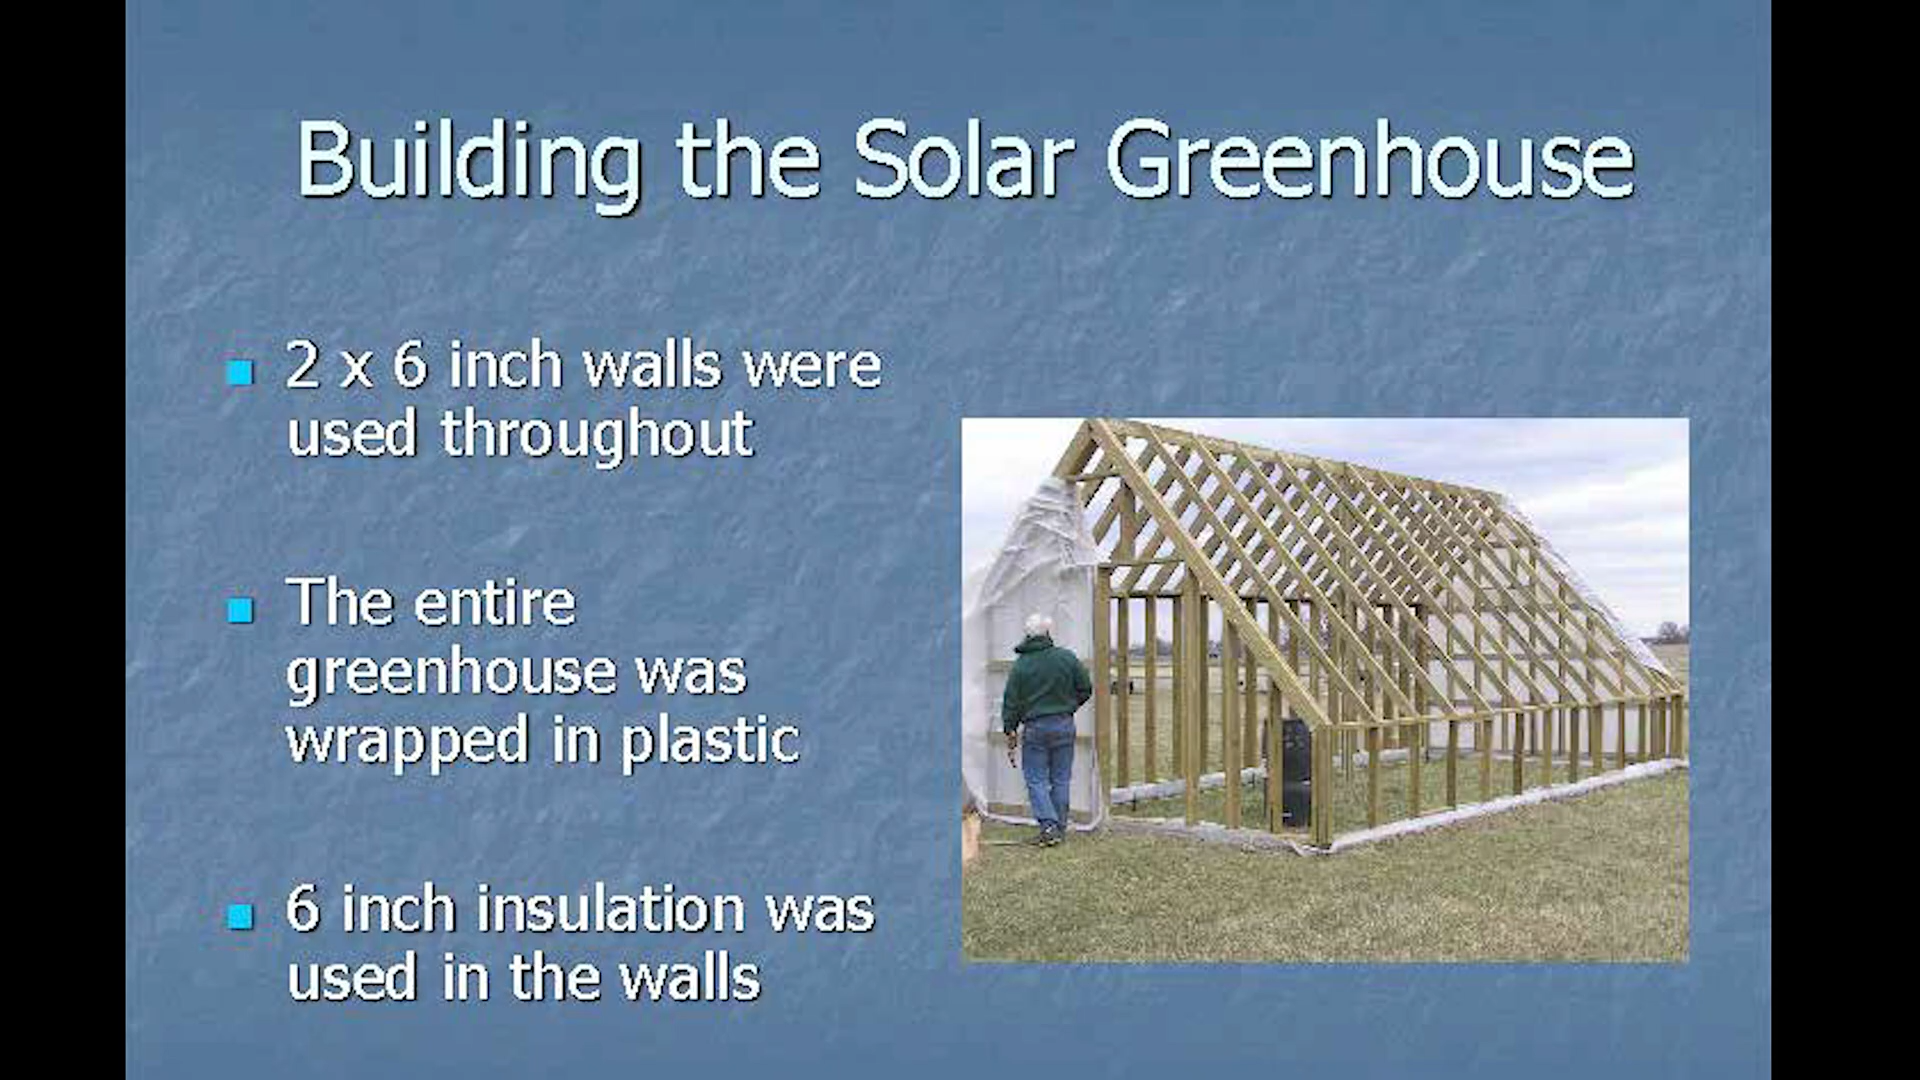 Building the Solar Greenhouse
2 x 6 inch walls were
used throughout
The entire
greenhouse was
wrapped in plastic
6 inch insulation was
used in the walls